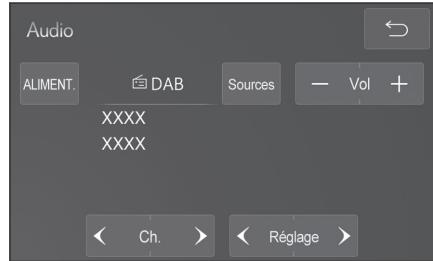 Audio
ALIMENT. DAB Sources − Vol +
XXXX
XXXX
Ch. Réglage